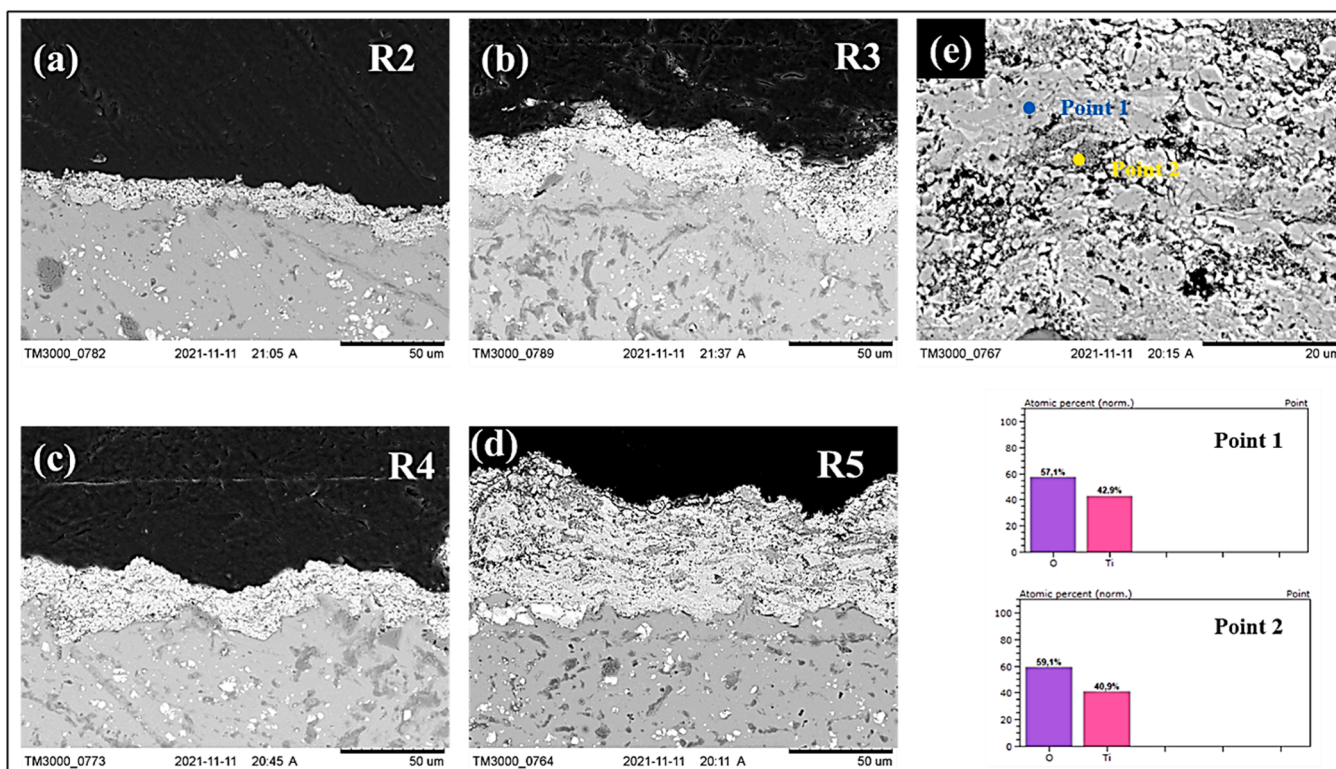 (a) R2
TM3000_0782 2021-11-11 21:05 A 50 um
(b) R3
TM3000_0789 2021-11-11 21:37 A 50 um
(e)
Point 1
Point 2
TM3000_0767 2021-11-11 20:15 A 20 um
(c) R4
TM3000_0773 2021-11-11 20:45 A 50 um
(d) R5
TM3000_0764 2021-11-11 20:11 A 50 um
Atomic percent (norm.) Point
Point 1
100
80
60
40
20
0
57,1%
42,9%
O Ti
Atomic percent (norm.) Point
Point 2
100
80
60
40
20
0
59,1%
40,9%
O Ti